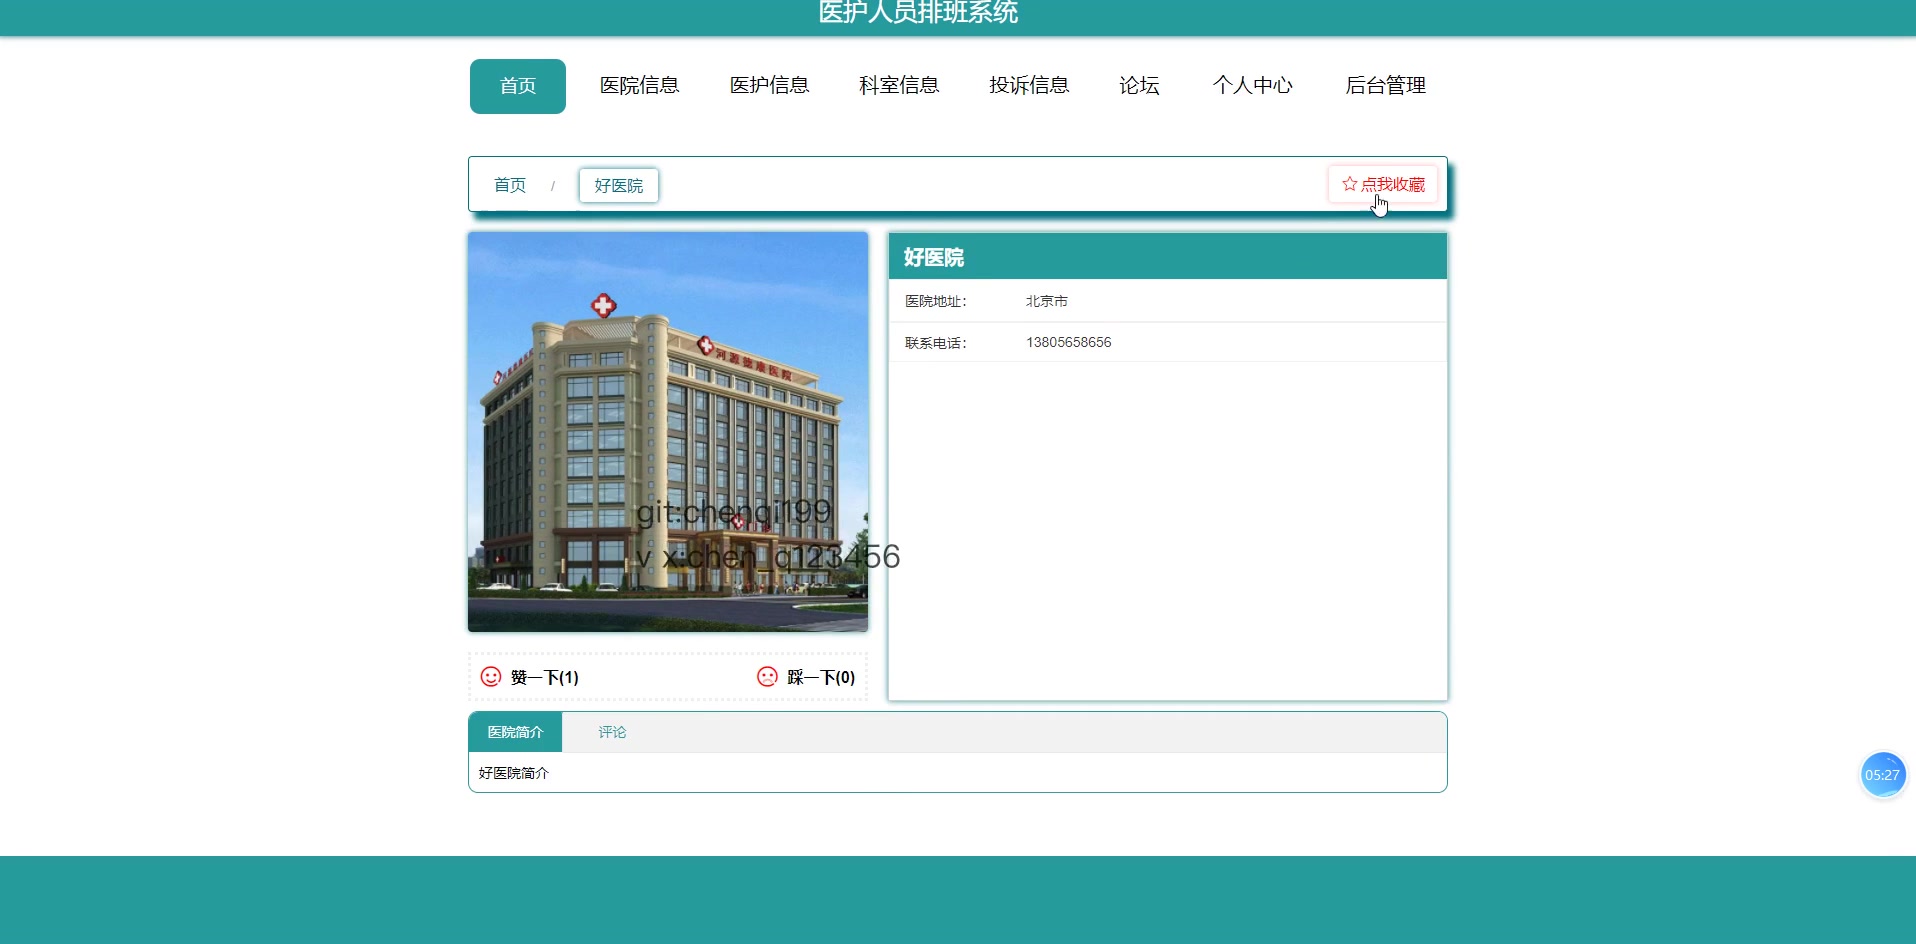 医护人员排班系统
首页 医院信息 医护信息 科室信息 投诉信息 论坛 个人中心 后台管理
首页 / 好医院 点我收藏
好医院
医院地址： 北京市
联系电话： 13805658656
河源德康医院
git:chenqi199
v x:chen_q123456
赞一下(1) 踩一下(0)
医院简介 评论
好医院简介
05:27